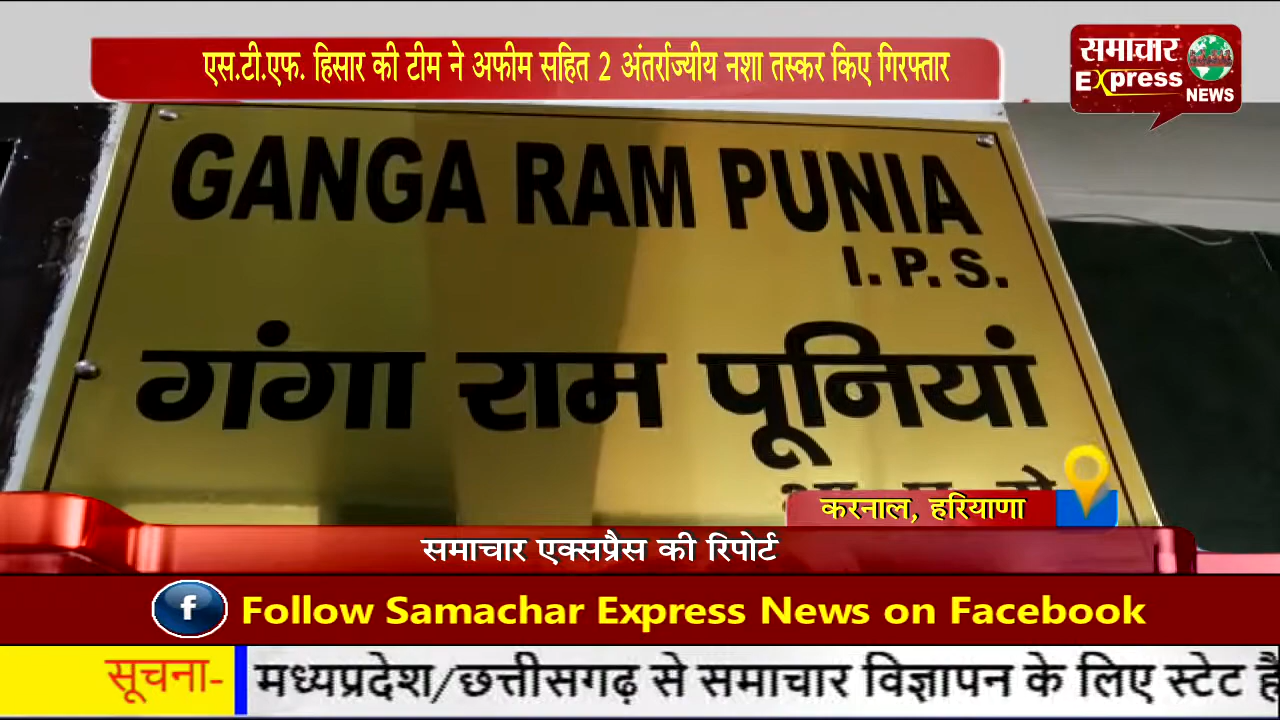 एस.टी.एफ. हिसार की टीम ने अफीम सहित 2 अंतर्राज्यीय नशा तस्कर किए गिरफ्तार
समाचार
Express
NEWS
GANGA RAM PUNIA
I. P. S.
गंगा राम पूनियां
करनाल, हरियाणा
समाचार एक्सप्रैस की रिपोर्ट
f Follow Samachar Express News on Facebook
सूचना- मध्यप्रदेश/छत्तीसगढ़ से समाचार विज्ञापन के लिए स्टेट